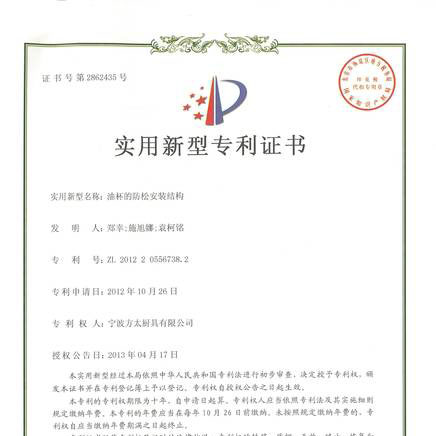 证书号第2862435号
实用新型专利证书
实用新型名称：油杯的防松安装结构
发明人：郑幸;施旭娜;袁柯铭
专利号：ZL 2012 2 0556738.2
专利申请日：2012年10月26日
专利权人：宁波方太厨具有限公司
授权公告日：2013年04月17日
本实用新型经过本局依照中华人民共和国专利法进行初步审查，决定授予专利权，颁
发本证书并在专利登记簿上予以登记。专利权自授权公告之日起生效。
本专利的专利权期限为十年，自申请日起算。专利权人应当依照专利法及其实施细则
规定缴纳年费。本专利的年费应当在每年10月26日前缴纳。未按照规定缴纳年费的，专
利权自应当缴纳年费期满之日起终止。